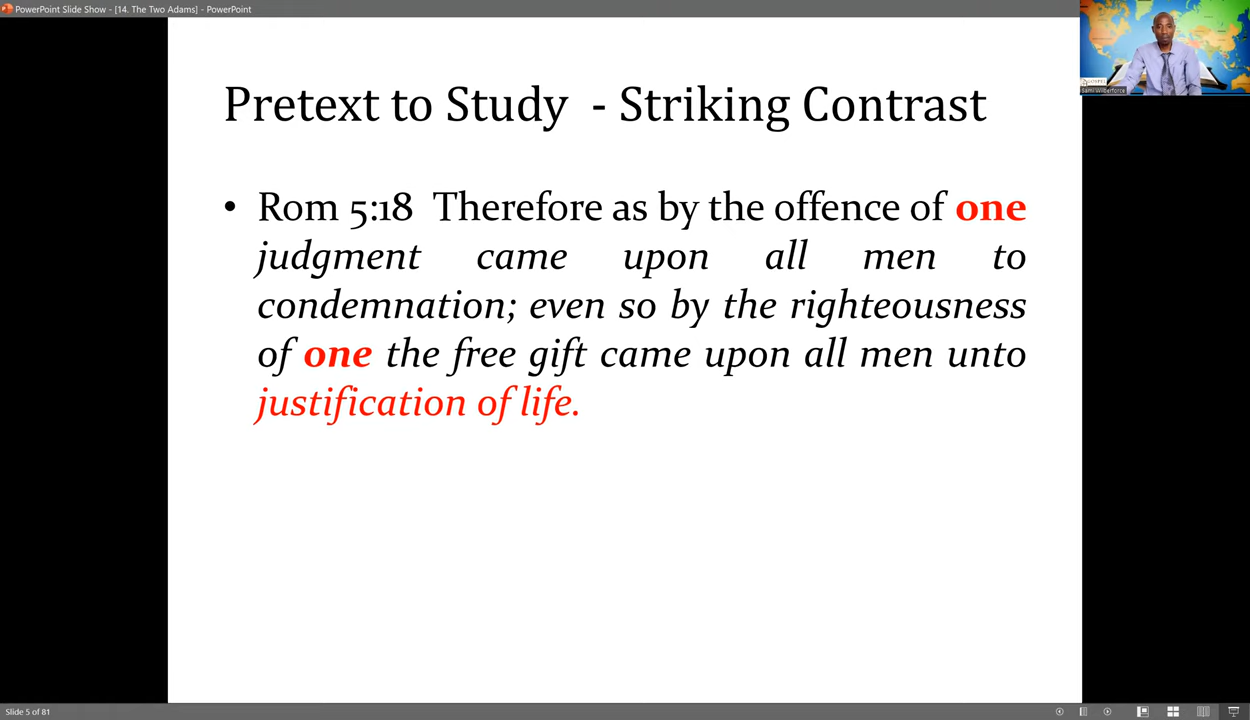 PowerPoint Slide Show - [14. The Two Adams] - PowerPoint
Pretext to Study - Striking Contrast
• Rom 5:18 Therefore as by the offence of one
judgment came upon all men to
condemnation; even so by the righteousness
of one the free gift came upon all men unto
justification of life.
Sami Wilberforce
Slide 5 of 81